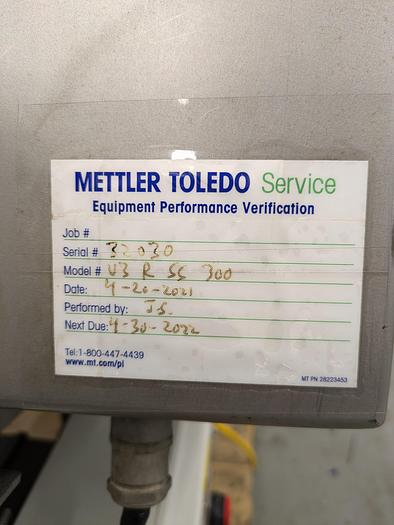 METTLER TOLEDO Service
Equipment Performance Verification
Job #
Serial # 32030
Model # V3 R SS 300
Date: 4-20-2021
Performed by: J.S.
Next Due: 4-30-2022
Tel:1-800-447-4439
www.mt.com/pi
MT PN 28223453